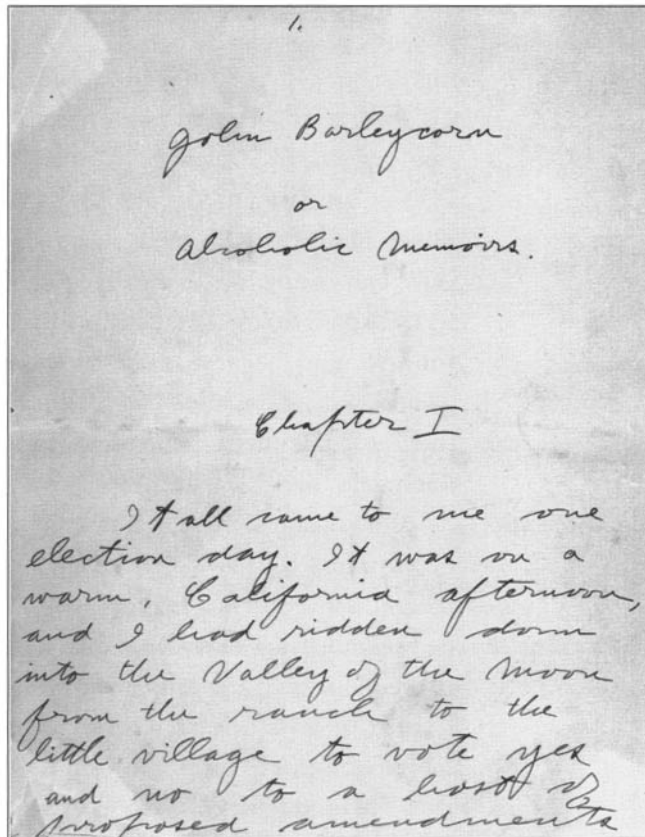 1.
John Barleycorn
or
Alcoholic Memoirs.
Chapter I
It all came to me one
election day. It was on a
warm, California afternoon,
and I had ridden down
into the Valley of the Moon
from the ranch to the
little village to vote yes
and no to a host of
proposed amendments